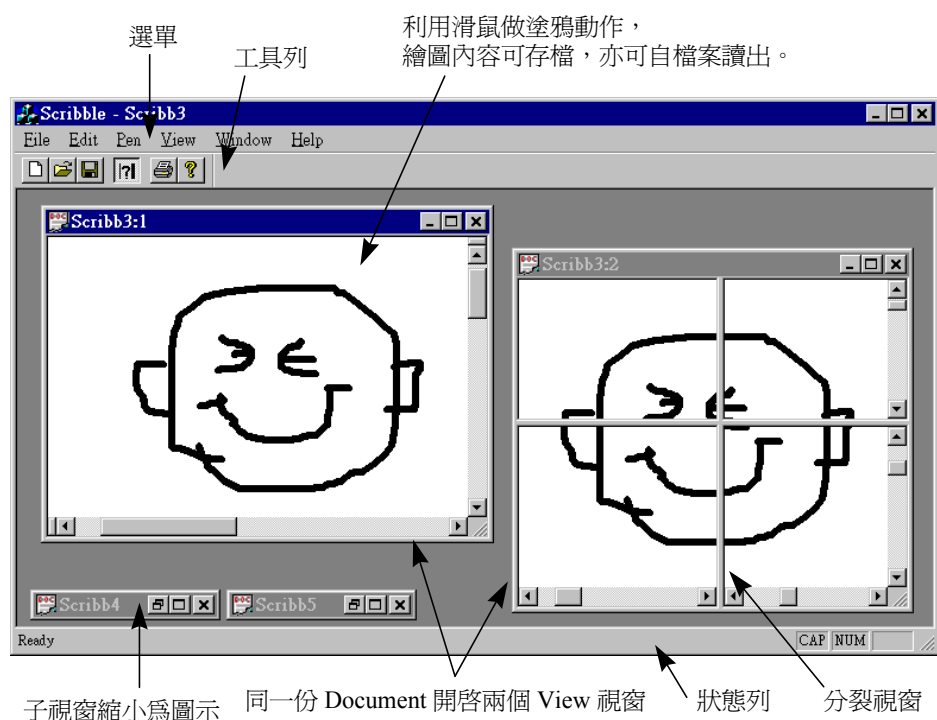 選單
工具列
利用滑鼠做塗鴉動作，
繪圖內容可存檔，亦可自檔案讀出。
Scribble - Scribb3
File Edit Pen View Window Help
Scribb3:1
Scribb3:2
Scribb4
Scribb5
Ready
CAP NUM
子視窗縮小為圖示
同一份 Document 開啓兩個 View 視窗
狀態列
分裂視窗